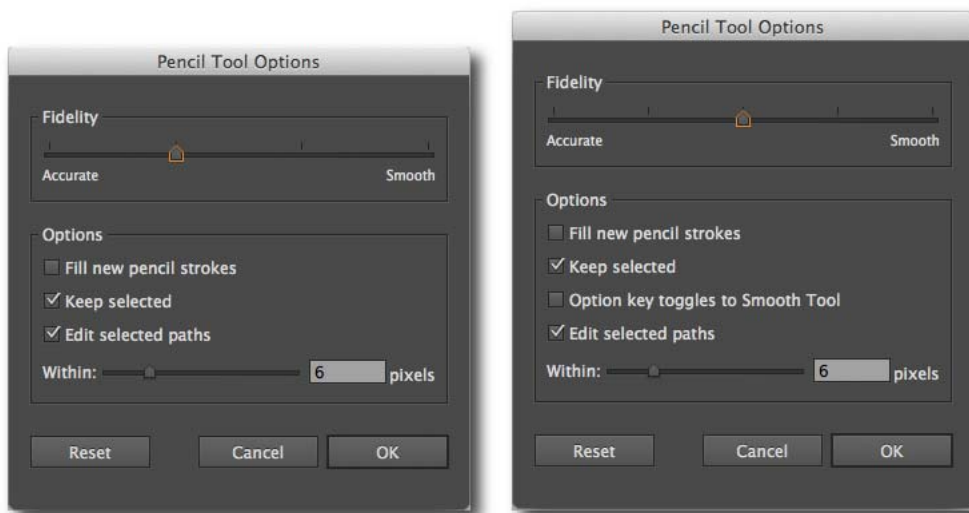 Pencil Tool Options
Fidelity
Accurate
Smooth
Options
Fill new pencil strokes
Keep selected
Edit selected paths
Within: 6 pixels
Reset
Cancel
OK
Pencil Tool Options
Fidelity
Accurate
Smooth
Options
Fill new pencil strokes
Keep selected
Option key toggles to Smooth Tool
Edit selected paths
Within: 6 pixels
Reset
Cancel
OK